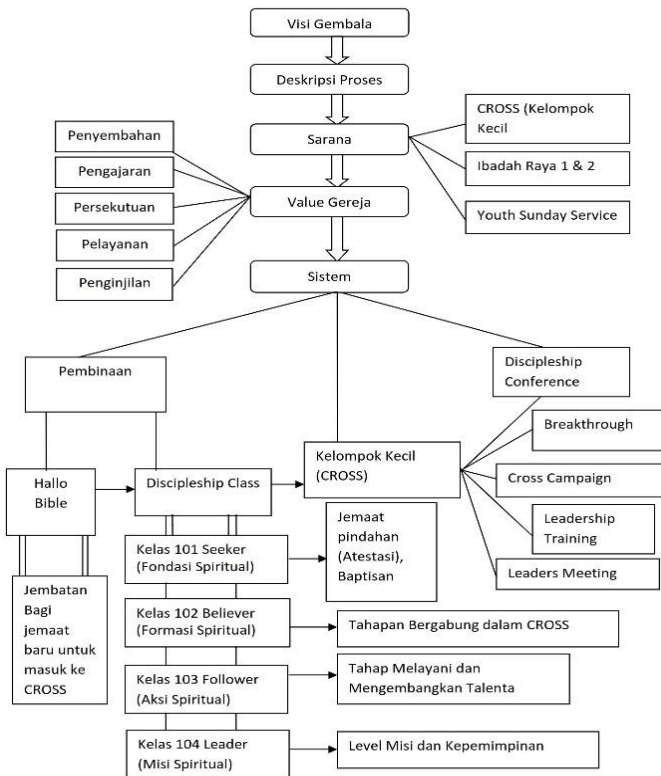 Visi Gembala
Deskripsi Proses
Sarana
CROSS (Kelompok
Kecil
Ibadah Raya 1 & 2
Youth Sunday Service
Penyembahan
Pengajaran
Persekutuan
Pelayanan
Penginjilan
Value Gereja
Sistem
Pembinaan
Discipleship
Conference
Hallo
Bible
Discipleship Class
Kelompok Kecil
(CROSS)
Breakthrough
Cross Campaign
Leadership
Training
Leaders Meeting
Jembatan
Bagi
jemaat
baru untuk
masuk ke
CROSS
Kelas 101 Seeker
(Fondasi Spiritual)
Jemaat
pindahan
(Atestasi),
Baptisan
Kelas 102 Believer
(Formasi Spiritual)
Tahapan Bergabung dalam CROSS
Kelas 103 Follower
(Aksi Spiritual)
Tahap Melayani dan
Mengembangkan Talenta
Kelas 104 Leader
(Misi Spiritual)
Level Misi dan Kepemimpinan